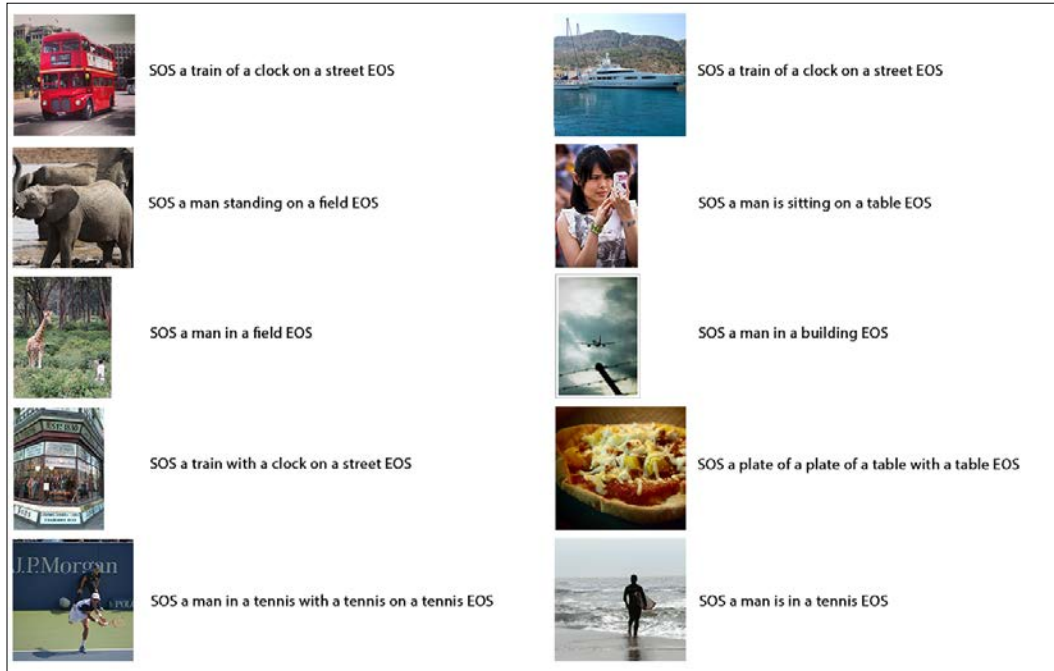 SOS a train of a clock on a street EOS
SOS a train of a clock on a street EOS
SOS a man standing on a field EOS
SOS a man is sitting on a table EOS
SOS a man in a field EOS
SOS a man in a building EOS
SOS a train with a clock on a street EOS
SOS a plate of a plate of a table with a table EOS
J.P.Morgan
SOS a man in a tennis with a tennis on a tennis EOS
SOS a man is in a tennis EOS